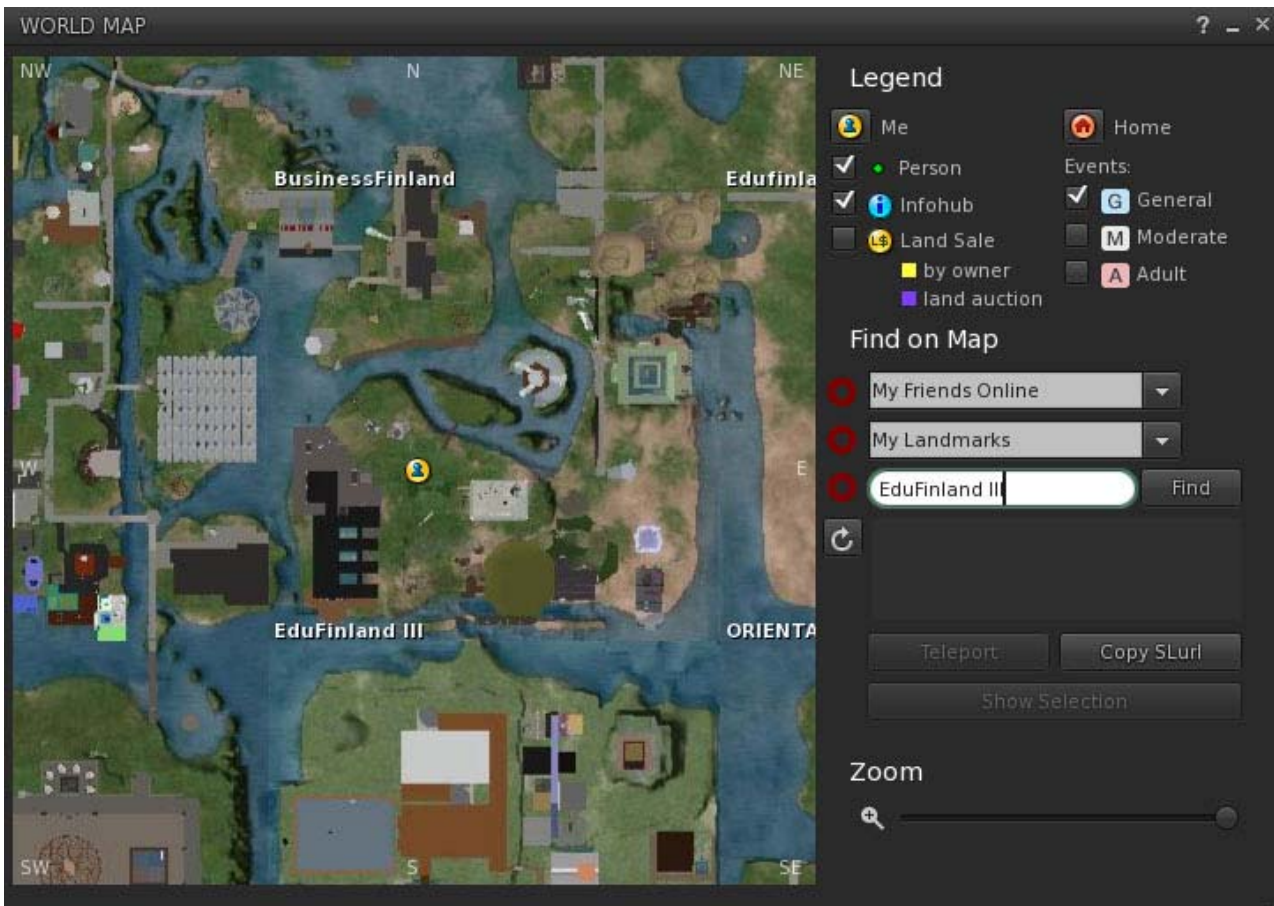 WORLD MAP
? _ ×
NW
N
NE
BusinessFinland
Edufinla
W
E
EduFinland III
ORIENTA
SW
S
SE
Legend
Me
Home
Person
Events:
Infohub
G General
L$ Land Sale
M Moderate
by owner
A Adult
land auction
Find on Map
My Friends Online
My Landmarks
EduFinland III
Find
Teleport
Copy SLurl
Show Selection
Zoom